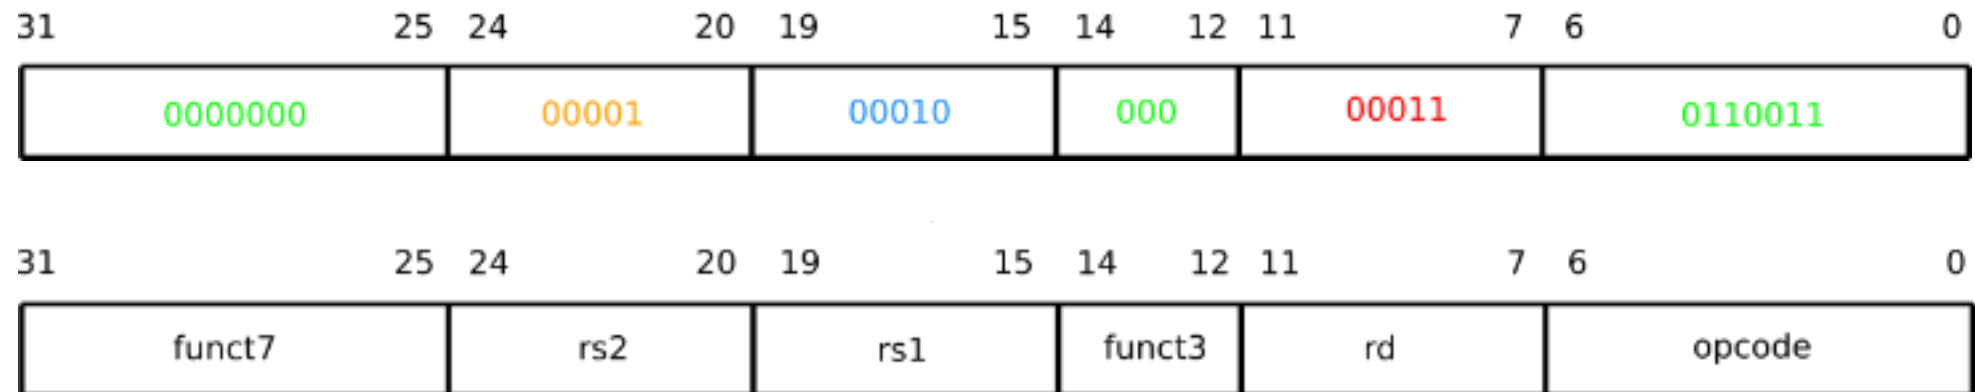 31 25 24 20 19 15 14 12 11 7 6 0
0000000 00001 00010 000 00011 0110011
31 25 24 20 19 15 14 12 11 7 6 0
funct7 rs2 rs1 funct3 rd opcode